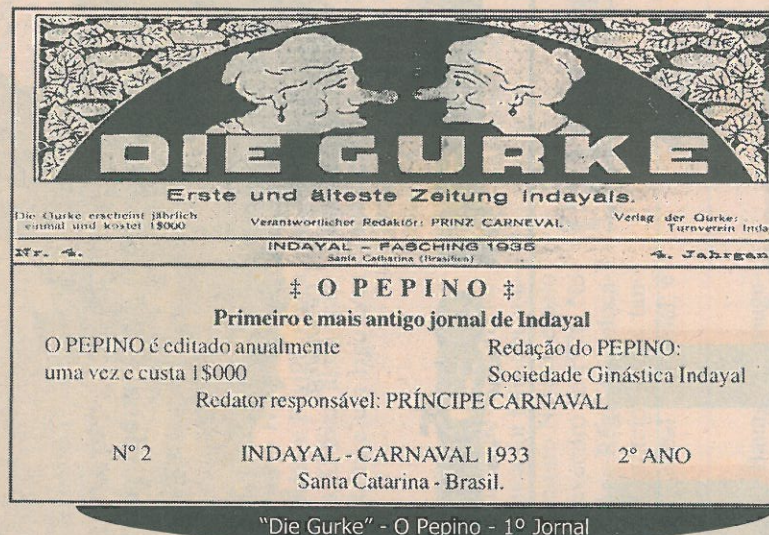 DIE GURKE
Erste und älteste Zeitung Indayals.
Die Gurke erscheint jährlich
einmal und kostet 1$000
Verantwortlicher Redaktör: PRINZ CARNEVAL
Verlag der Gurke:
Turnverein Inda
Nr. 4.
INDAYAL – FASCHING 1935
Santa Catharina (Brasilien)
4. Jahrgan
‡ O PEPINO ‡
Primeiro e mais antigo jornal de Indayal
O PEPINO é editado anualmente
uma vez e custa 1$000
Redação do PEPINO:
Sociedade Ginástica Indayal
Redator responsável: PRÍNCIPE CARNAVAL
Nº 2 INDAYAL - CARNAVAL 1933 2º ANO
Santa Catarina - Brasil.
"Die Gurke" - O Pepino - 1º Jornal